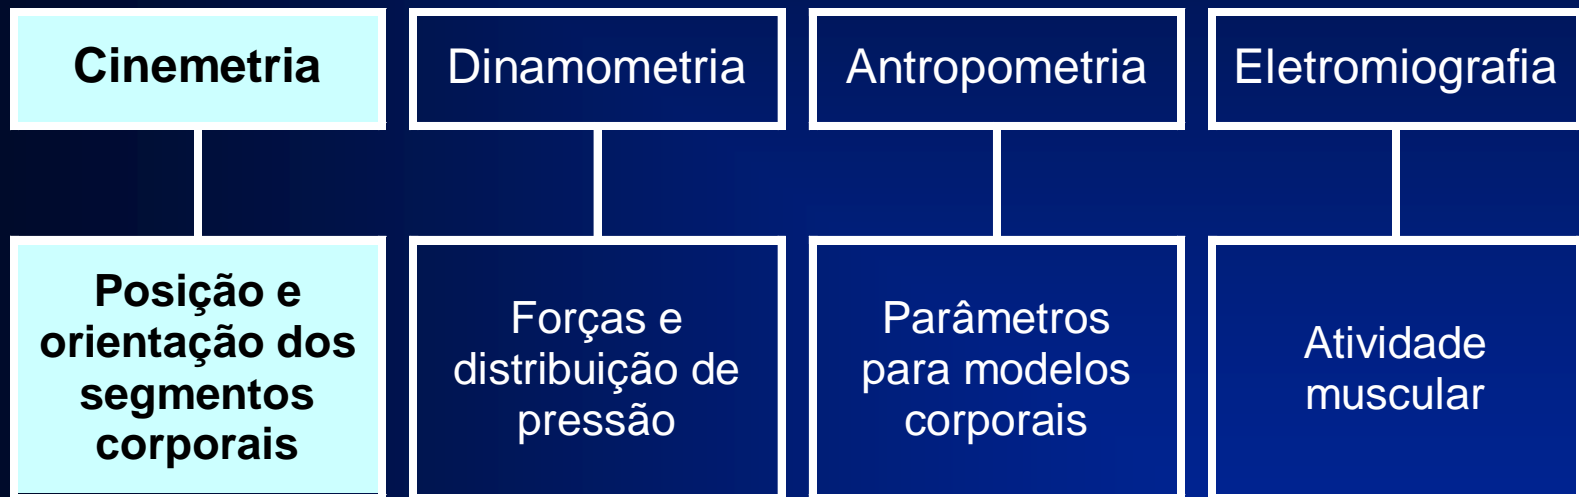 Cinemetria
Dinamometria
Antropometria
Eletromiografia
Posição e
orientação dos
segmentos
corporais
Forças e
distribuição de
pressão
Parâmetros
para modelos
corporais
Atividade
muscular